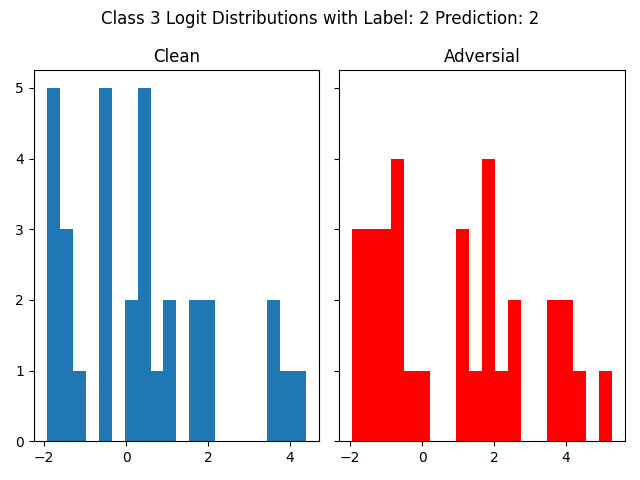 Class 3 Logit Distributions with Label: 2 Prediction: 2
Clean
Adversial
5
4
3
2
1
0
−2 0 2 4
−2 0 2 4